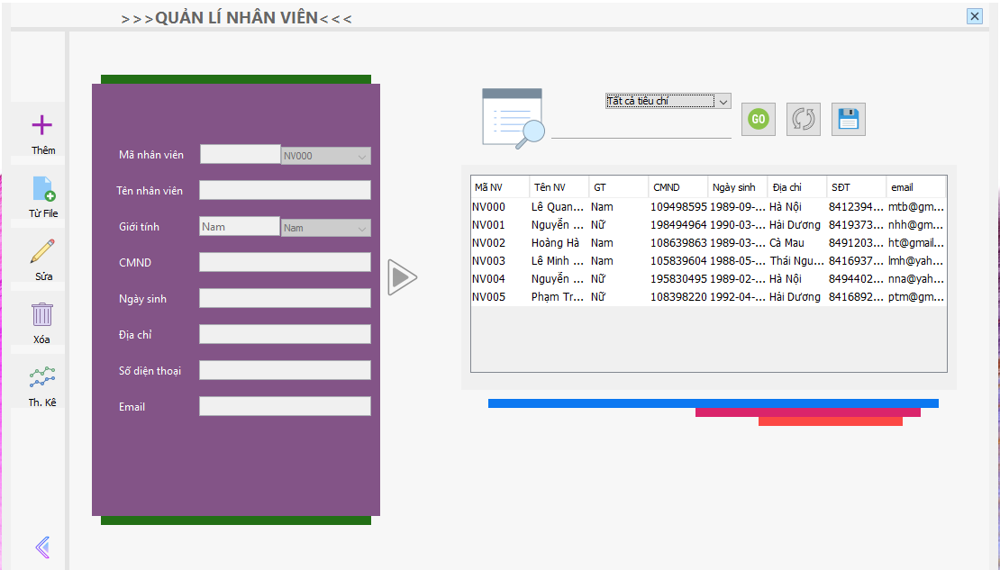 >>>QUẢN LÍ NHÂN VIÊN<<<
Thêm
Từ File
Sửa
Xóa
Th. Kê
Mã nhân viên NV000
Tên nhân viên
Giới tính Nam Nam
CMND
Ngày sinh
Địa chỉ
Số diện thoại
Email
Tất cả tiêu chí
GO
Mã NV Tên NV GT CMND Ngày sinh Địa chỉ SĐT email
NV000 Lê Quan... Nam 109498595 1989-09-... Hà Nội 8412394... mtb@gm...
NV001 Nguyễn ... Nữ 198494964 1990-03-... Hải Dương 8419373... nhh@gm...
NV002 Hoàng Hà Nam 108639863 1990-03-... Cà Mau 8491203... ht@gmail...
NV003 Lê Minh ... Nam 105839604 1988-05-... Thái Ngu... 8416937... lmh@yah...
NV004 Nguyễn ... Nữ 195830495 1989-02-... Hà Nội 8494402... nna@yah...
NV005 Phạm Tr... Nữ 108398220 1992-04-... Hải Dương 8416892... ptm@gm...